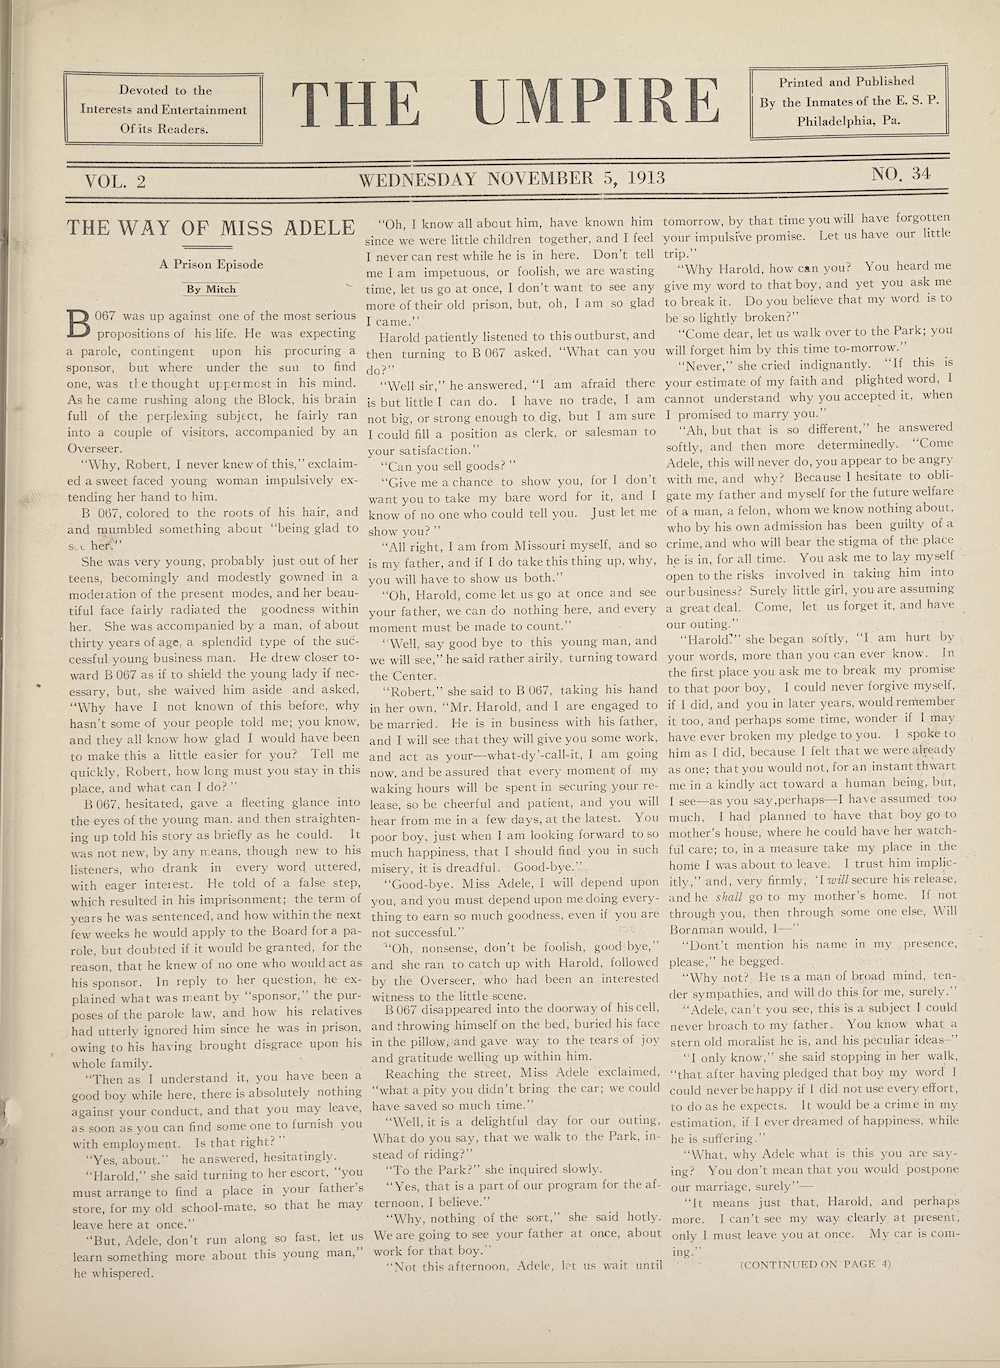 Devoted to the
Interests and Entertainment
Of its Readers.
THE UMPIRE
Printed and Published
By the Inmates of the E. S. P.
Philadelphia, Pa.
VOL. 2
WEDNESDAY NOVEMBER 5, 1913
NO. 34
THE WAY OF MISS ADELE
A Prison Episode
By Mitch
B 067 was up against one of the most serious
propositions of his life. He was expecting
a parole, contingent upon his procuring a
sponsor, but where under the sun to find
one, was tl e thought uppermost in his mind.
As he came rushing along the Block, his brain
full of the perplexing subject, he fairly ran
into a couple of visitors, accompanied by an
Overseer.
"Why, Robert, I never knew of this," exclaim-
ed a sweet faced young woman impulsively ex-
tending her hand to him.
B 067, colored to the roots of his hair, and
and mumbled something about "being glad to
see her."
She was very young, probably just out of her
teens, becomingly and modestly gowned in a
moderation of the present modes, and her beau-
tiful face fairly radiated the goodness within
her. She was accompanied by a man, of about
thirty years of age, a splendid type of the suc-
cessful young business man. He drew closer to-
ward B 067 as if to shield the young lady if nec-
essary, but, she waived him aside and asked,
"Why have I not known of this before, why
hasn't some of your people told me; you know,
and they all know how glad I would have been
to make this a little easier for you? Tell me
quickly, Robert, how long must you stay in this
place, and what can I do?"
B 067, hesitated, gave a fleeting glance into
the eyes of the young man. and then straighten-
ing up told his story as briefly as he could. It
was not new, by any means, though new to his
listeners, who drank in every word uttered,
with eager interest. He told of a false step,
which resulted in his imprisonment; the term of
years he was sentenced, and how within the next
few weeks he would apply to the Board for a pa-
role, but doubted if it would be granted, for the
reason, that he knew of no one who would act as
his sponsor. In reply to her question, he ex-
plained what was meant by "sponsor," the pur-
poses of the parole law, and how his relatives
had utterly ignored him since he was in prison,
owing to his having brought disgrace upon his
whole family.
"Then as I understand it, you have been a
good boy while here, there is absolutely nothing
against your conduct, and that you may leave,
as soon as you can find some one to furnish you
with employment. Is that right?"
"Yes, about." he answered, hesitatingly.
"Harold," she said turning to her escort, "you
must arrange to find a place in your father's
store, for my old school-mate, so that he may
leave here at once."
"But, Adele, don't run along so fast, let us
learn something more about this young man,"
he whispered.
"Oh, I know all about him, have known him
since we were little children together, and I feel
I never can rest while he is in here. Don't tell
me I am impetuous, or foolish, we are wasting
time, let us go at once, I don't want to see any
more of their old prison, but, oh, I am so glad
I came."
Harold patiently listened to this outburst, and
then turning to B 067 asked, "What can you
do?"
"Well sir," he answered, "I am afraid there
is but little I can do. I have no trade, I am
not big, or strong enough to dig, but I am sure
I could fill a position as clerk, or salesman to
your satisfaction."
"Can you sell goods?"
"Give me a chance to show you, for I don't
want you to take my bare word for it, and I
know of no one who could tell you. Just let me
show you?"
"All right, I am from Missouri myself, and so
is my father, and if I do take this thing up, why,
you will have to show us both."
"Oh, Harold, come let us go at once and see
your father, we can do nothing here, and every
moment must be made to count."
"Well, say good bye to this young man, and
we will see," he said rather airily, turning toward
the Center.
"Robert," she said to B 067, taking his hand
in her own, "Mr. Harold, and I are engaged to
be married. He is in business with his father,
and I will see that they will give you some work,
and act as your—what-dy'-call-it, I am going
now, and be assured that every moment of my
waking hours will be spent in securing your re-
lease, so be cheerful and patient, and you will
hear from me in a few days, at the latest. You
poor boy, just when I am looking forward to so
much happiness, that I should find you in such
misery, it is dreadful. Good-bye."
"Good-bye. Miss Adele, I will depend upon
you, and you must depend upon me doing every-
thing to earn so much goodness, even if you are
not successful."
"Oh, nonsense, don't be foolish, good bye,"
and she ran to catch up with Harold, followed
by the Overseer, who had been an interested
witness to the little scene.
B 067 disappeared into the doorway of his cell,
and throwing himself on the bed, buried his face
in the pillow, and gave way to the tears of joy
and gratitude welling up within him.
Reaching the street, Miss Adele exclaimed,
"what a pity you didn't bring the car; we could
have saved so much time."
"Well, it is a delightful day for our outing,
What do you say, that we walk to the Park, in-
stead of riding?"
"To the Park?" she inquired slowly.
"Yes, that is a part of our program for the af-
ternoon, I believe."
"Why, nothing of the sort," she said hotly.
We are going to see your father at once, about
work for that boy."
"Not this afternoon, Adele, let us wait until
tomorrow, by that time you will have forgotten
your impulsive promise. Let us have our little
trip."
"Why Harold, how can you? You heard me
give my word to that boy, and yet you ask me
to break it. Do you believe that my word is to
be so lightly broken?"
"Come dear, let us walk over to the Park; you
will forget him by this time to-morrow."
"Never," she cried indignantly. "If this is
your estimate of my faith and plighted word, I
cannot understand why you accepted it, when
I promised to marry you."
"Ah, but that is so different," he answered
softly, and then more determinedly. "Come
Adele, this will never do, you appear to be angry
with me, and why? Because I hesitate to obli-
gate my father and myself for the future welfare
of a man, a felon, whom we know nothing about,
who by his own admission has been guilty of a
crime, and who will bear the stigma of the place
he is in, for all time. You ask me to lay myself
open to the risks involved in taking him into
our business? Surely little girl, you are assuming
a great deal. Come, let us forget it, and have
our outing."
"Harold!" she began softly, "I am hurt by
your words, more than you can ever know. In
the first place you ask me to break my promise
to that poor boy, I could never forgive myself,
if I did, and you in later years, would remember
it too, and perhaps some time, wonder if I may
have ever broken my pledge to you. I spoke to
him as I did, because I felt that we were already
as one; that you would not, for an instant thwart
me in a kindly act toward a human being, but,
I see—as you say,perhaps—I have assumed too
much, I had planned to have that boy go to
mother's house, where he could have her watch-
ful care; to, in a measure take my place in the
home I was about to leave. I trust him implic-
itly," and, very firmly, 'I will secure his release,
and he shall go to my mother's home. If not
through you, then through some one else, Will
Bornman would, I—"
"Dont't mention his name in my presence,
please," he begged.
"Why not? He is a man of broad mind, ten-
der sympathies, and will do this for me, surely."
"Adele, can't you see, this is a subject I could
never broach to my father. You know what a
stern old moralist he is, and his peculiar ideas—"
"I only know," she said stopping in her walk,
"that after having pledged that boy my word I
could never be happy if I did not use every effort,
to do as he expects. It would be a crime in my
estimation, if I ever dreamed of happiness, while
he is suffering."
"What, why Adele what is this you are say-
ing? You don't mean that you would postpone
our marriage, surely"—
"It means just that, Harold, and perhaps
more. I can't see my way clearly at present,
only I must leave you at once. My car is com-
ing."
(CONTINUED ON PAGE 4)